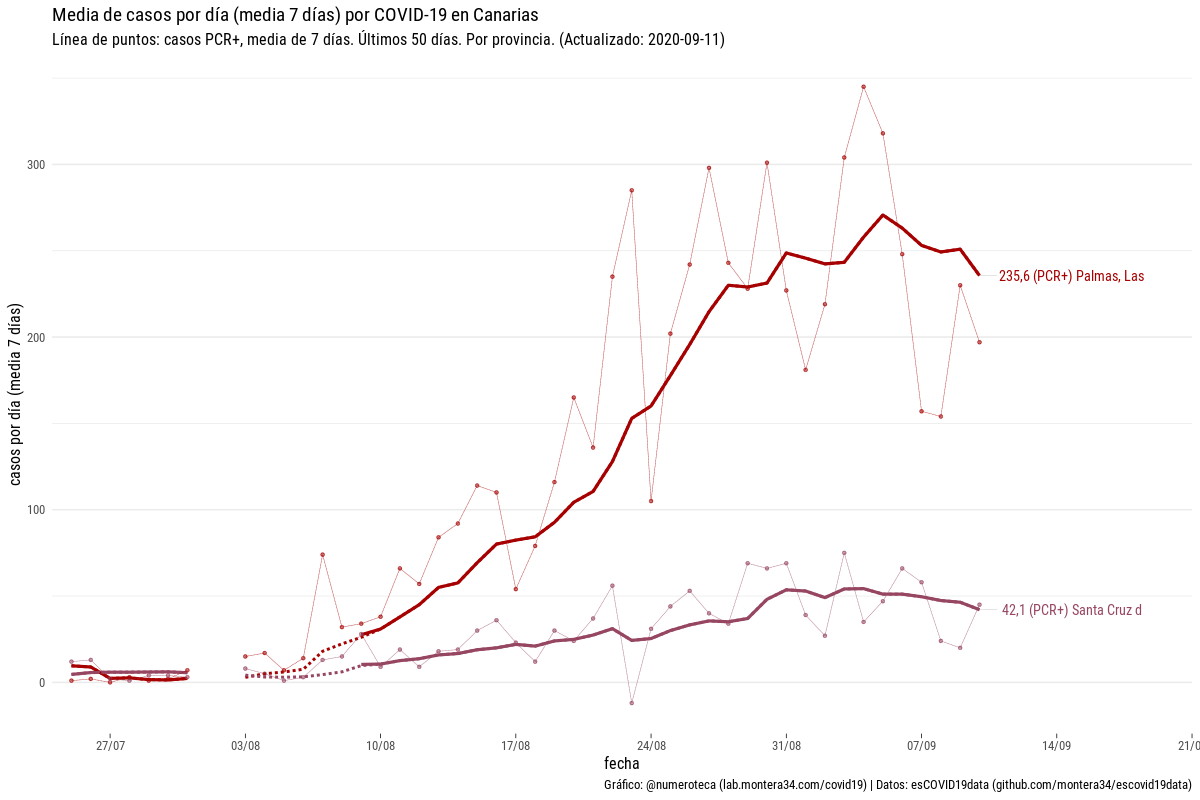 Media de casos por día (media 7 días) por COVID-19 en Canarias
Línea de puntos: casos PCR+, media de 7 días. Últimos 50 días. Por provincia. (Actualizado: 2020-09-11)
casos por día (media 7 días)
300
200
100
0
235,6 (PCR+) Palmas, Las
42,1 (PCR+) Santa Cruz d
27/07
03/08
10/08
17/08
24/08
31/08
07/09
14/09
21/0
fecha
Gráfico: @numeroteca (lab.montera34.com/covid19) | Datos: esCOVID19data (github.com/montera34/escovid19data)